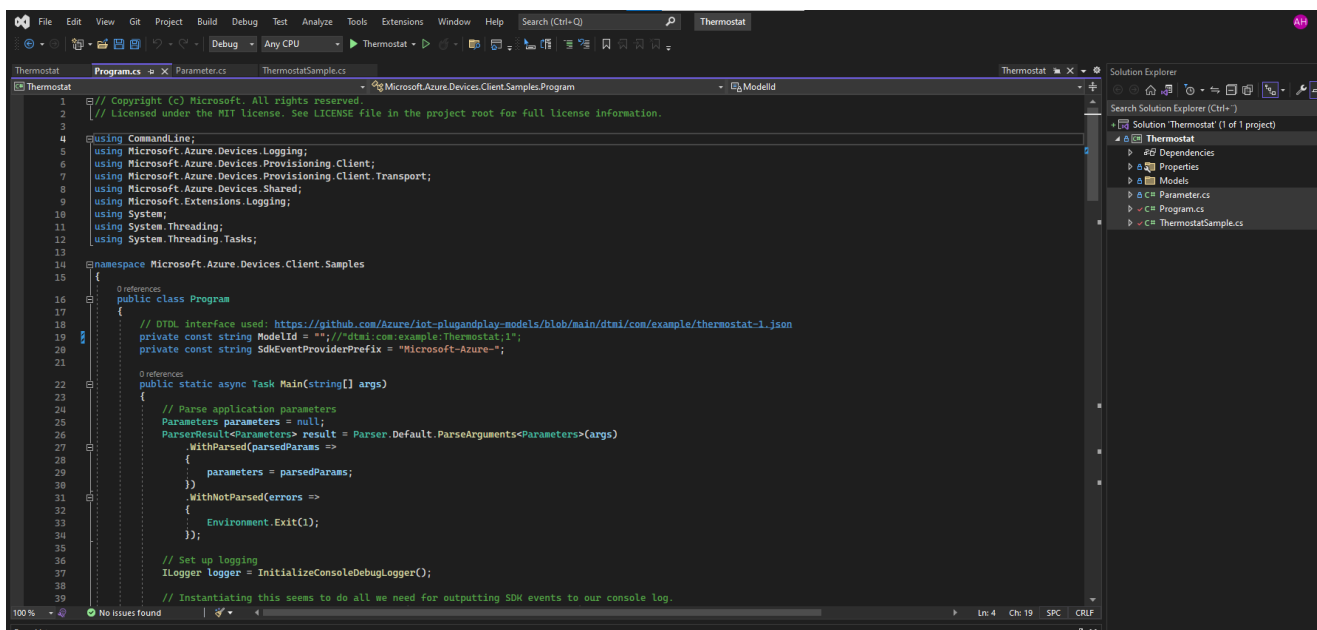 File Edit View Git Project Build Debug Test Analyze Tools Extensions Window Help Search (Ctrl+Q) Thermostat AH
Debug Any CPU Thermostat
Thermostat Program.cs Parameter.cs ThermostatSample.cs Thermostat Solution Explorer
Thermostat Microsoft.Azure.Devices.Client.Samples.Program ModelId
1 // Copyright (c) Microsoft. All rights reserved.
2 // Licensed under the MIT license. See LICENSE file in the project root for full license information.
3
4 using CommandLine;
5 using Microsoft.Azure.Devices.Logging;
6 using Microsoft.Azure.Devices.Provisioning.Client;
7 using Microsoft.Azure.Devices.Provisioning.Client.Transport;
8 using Microsoft.Azure.Devices.Shared;
9 using Microsoft.Extensions.Logging;
10 using System;
11 using System.Threading;
12 using System.Threading.Tasks;
13
14 namespace Microsoft.Azure.Devices.Client.Samples
15 {
0 references
16 public class Program
17 {
18 // DTDL interface used: https://github.com/Azure/iot-plugandplay-models/blob/main/dtmi/com/example/thermostat-1.json
19 private const string ModelId = "";//"dtmi:com:example:Thermostat;1";
20 private const string SdkEventProviderPrefix = "Microsoft-Azure-";
21
0 references
22 public static async Task Main(string[] args)
23 {
24 // Parse application parameters
25 Parameters parameters = null;
26 ParserResult<Parameters> result = Parser.Default.ParseArguments<Parameters>(args)
27 .WithParsed(parsedParams =>
28 {
29 parameters = parsedParams;
30 })
31 .WithNotParsed(errors =>
32 {
33 Environment.Exit(1);
34 });
35
36 // Set up logging
37 ILogger logger = InitializeConsoleDebugLogger();
38
39 // Instantiating this seems to do all we need for outputting SDK events to our console log.
100 % No issues found Ln: 4 Ch: 19 SPC CRLF
Search Solution Explorer (Ctrl+¨)
Solution 'Thermostat' (1 of 1 project)
C# Thermostat
Dependencies
Properties
Models
C# Parameter.cs
C# Program.cs
C# ThermostatSample.cs